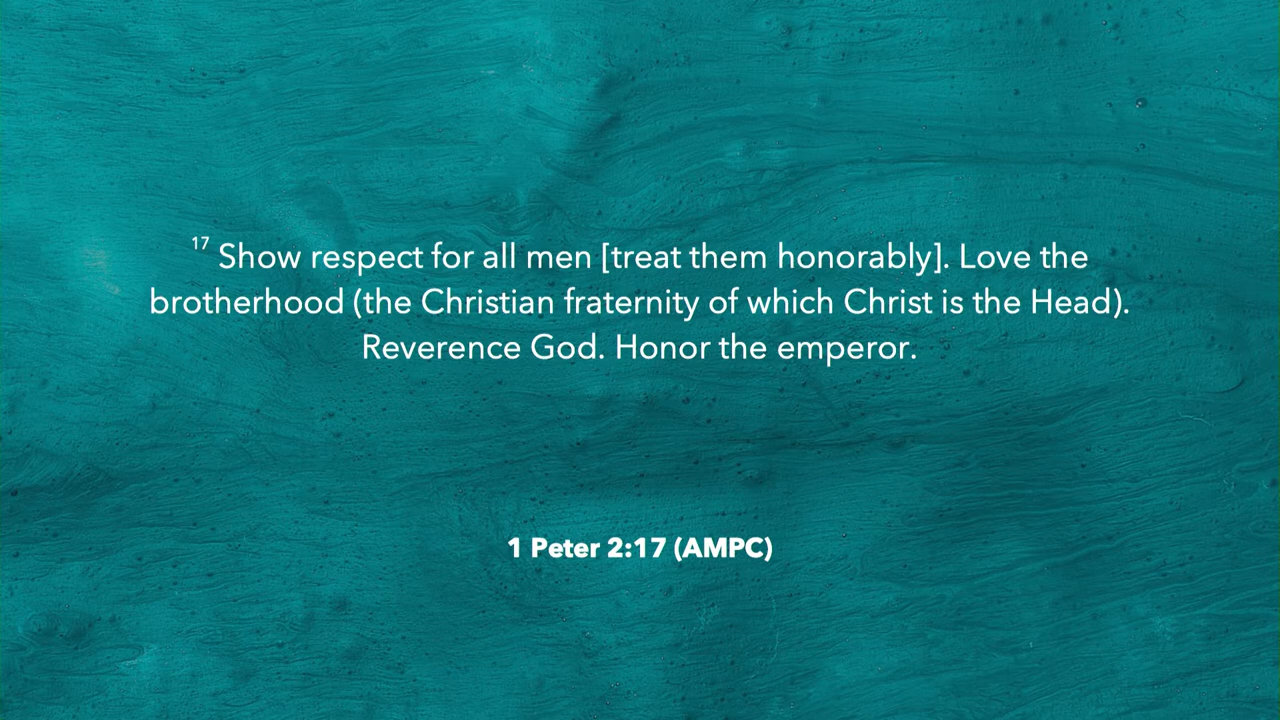 17 Show respect for all men [treat them honorably]. Love the
brotherhood (the Christian fraternity of which Christ is the Head).
Reverence God. Honor the emperor.
1 Peter 2:17 (AMPC)